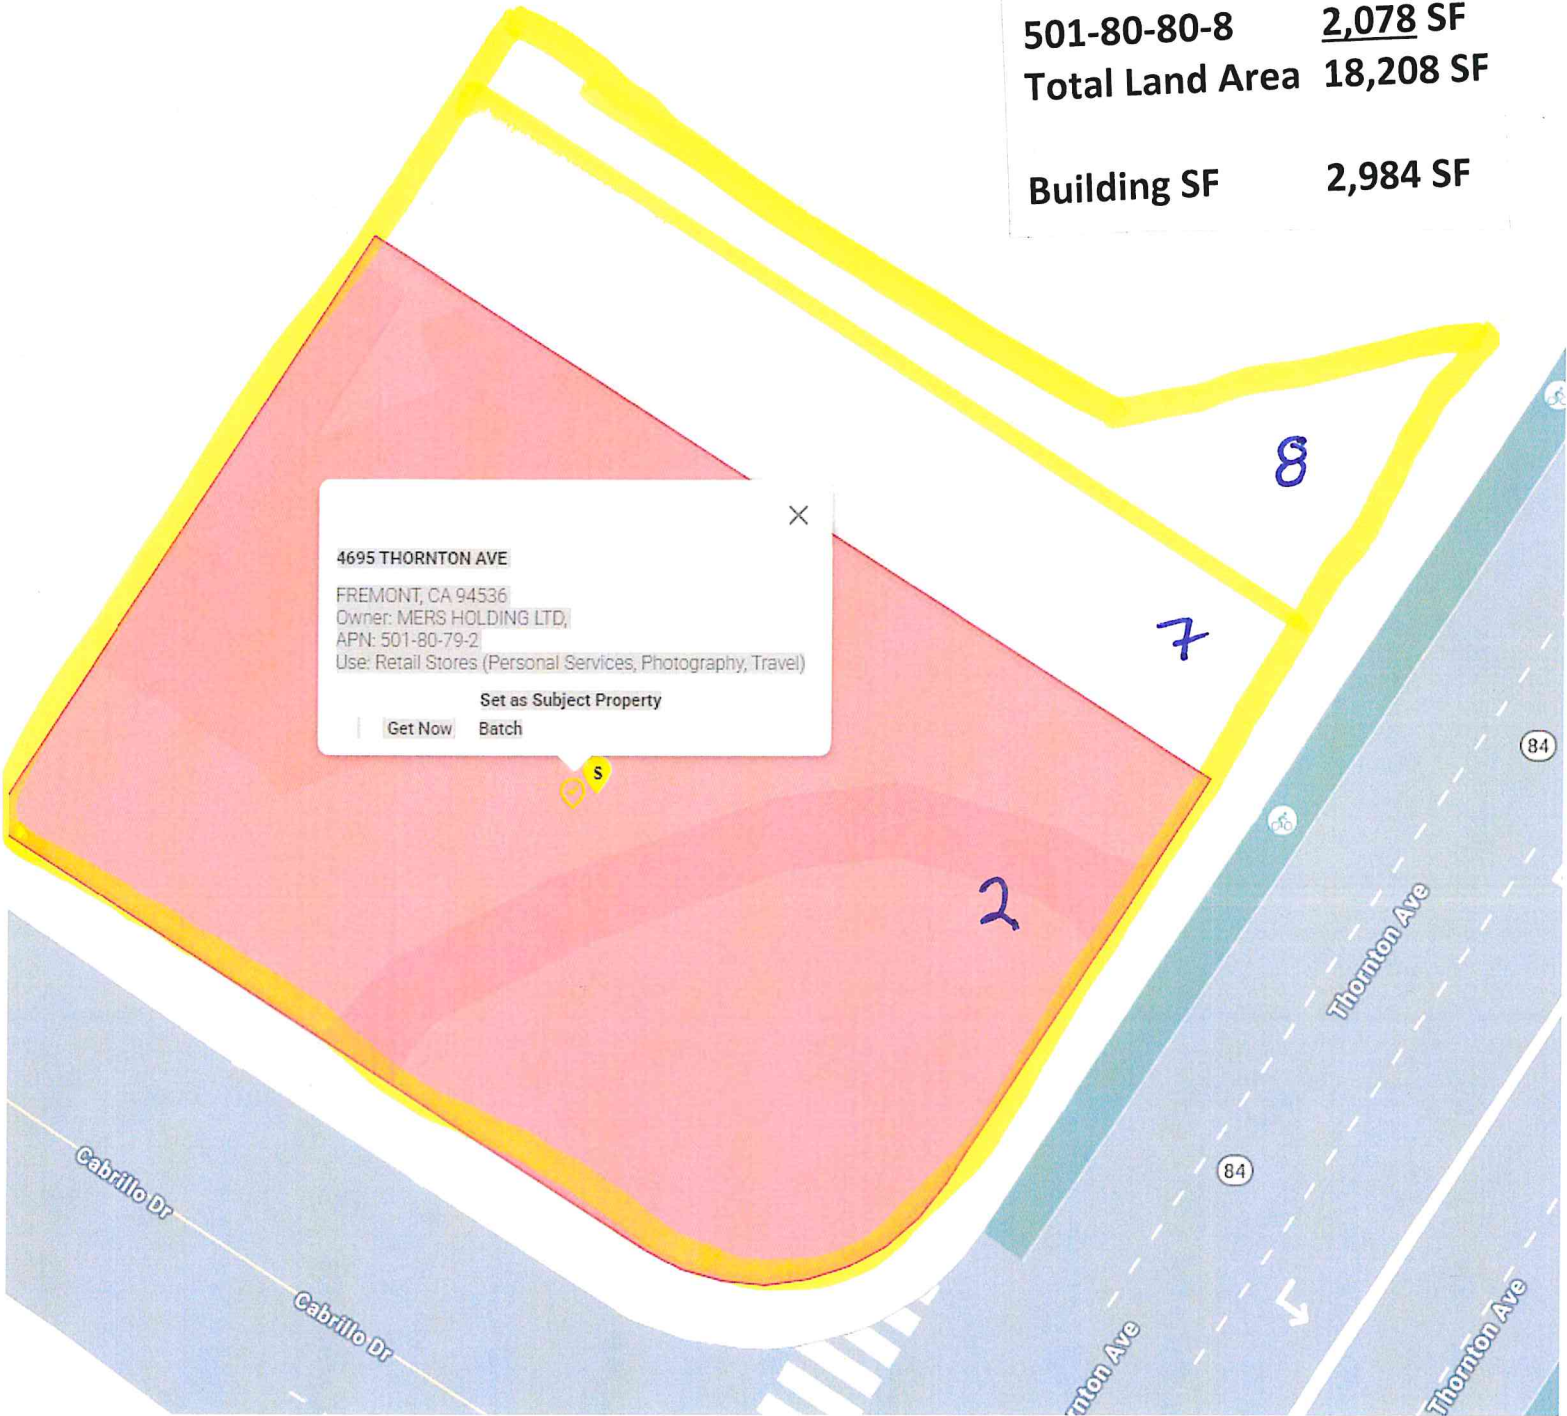 501-80-80-8 2,078 SF
Total Land Area 18,208 SF
Building SF 2,984 SF
8
4695 THORNTON AVE
FREMONT, CA 94536
Owner: MERS HOLDING LTD,
APN: 501-80-79-2
Use: Retail Stores (Personal Services, Photography, Travel)
Set as Subject Property
Get Now Batch
7
84
S
2
Thornton Ave
Cabrillo Dr
84
Cabrillo Dr
Thornton Ave
rnton Ave